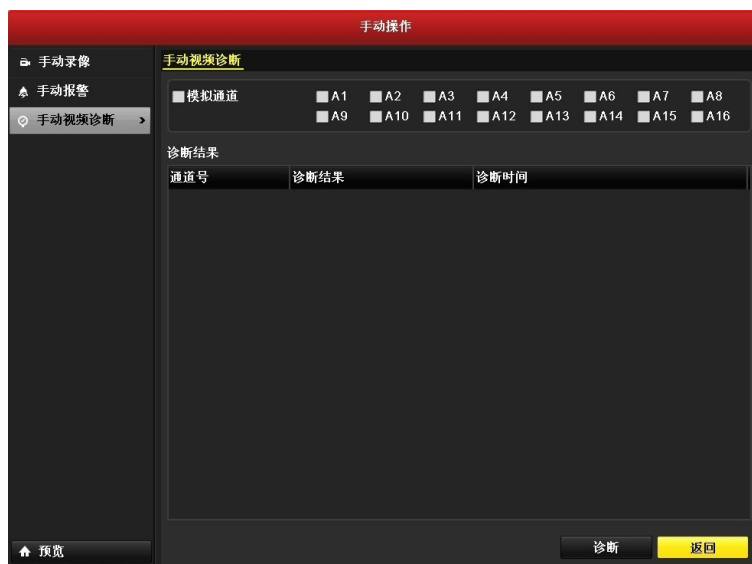 手动操作
手动录像
手动报警
手动视频诊断
手动视频诊断
模拟通道 A1 A2 A3 A4 A5 A6 A7 A8
A9 A10 A11 A12 A13 A14 A15 A16
诊断结果
通道号 诊断结果 诊断时间
预览
诊断 返回